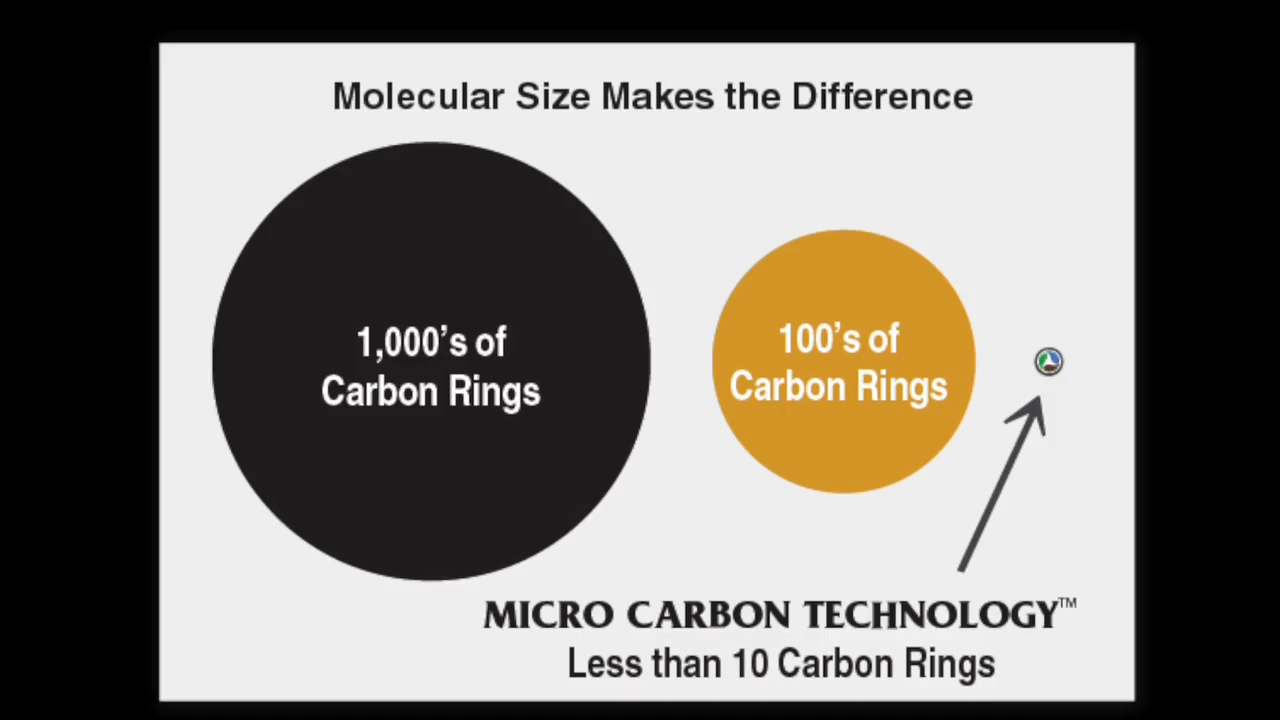 Molecular Size Makes the Difference
1,000’s of
Carbon Rings
100’s of
Carbon Rings
MICRO CARBON TECHNOLOGY™
Less than 10 Carbon Rings